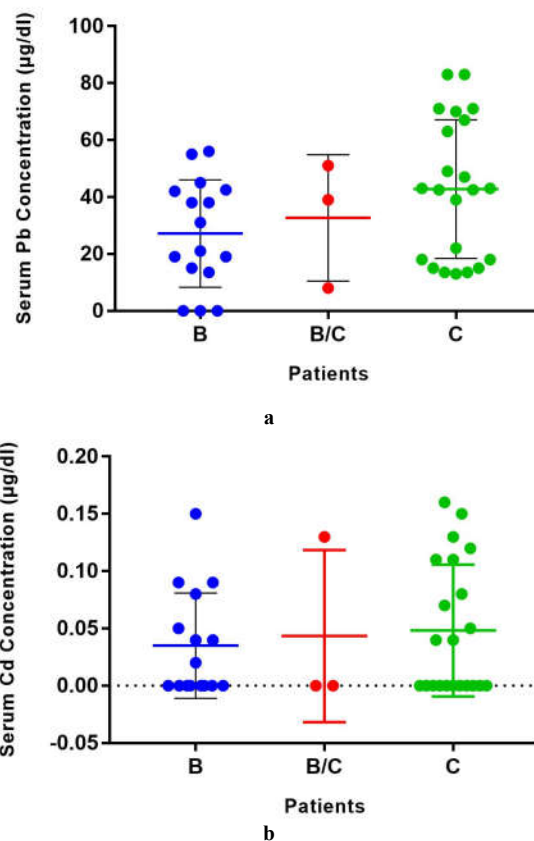 Serum Pb Concentration (µg/dl)
100
80
60
40
20
0
B B/C C
Patients
a
Serum Cd Concentration (µg/dl)
0.20
0.15
0.10
0.05
0.00
-0.05
B B/C C
Patients
b